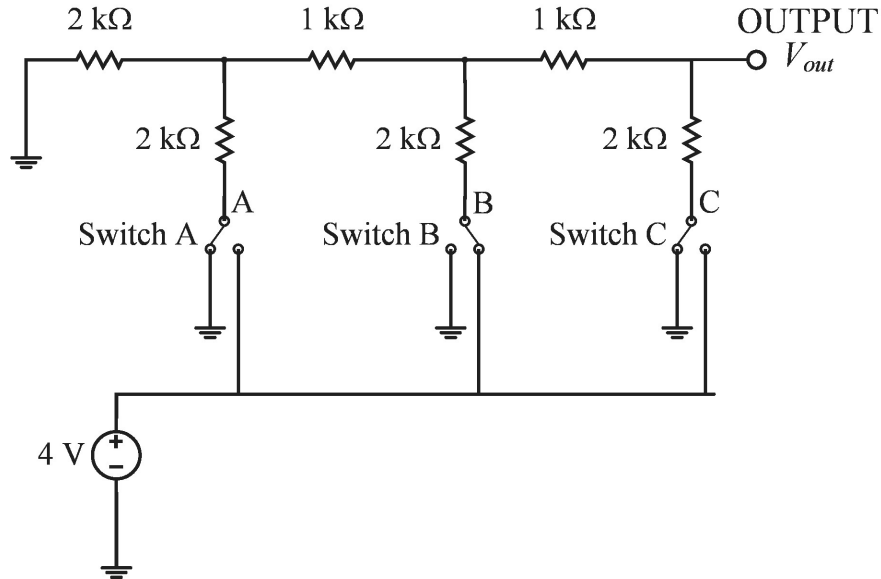 2 kΩ 1 kΩ 1 kΩ OUTPUT
Vout
2 kΩ 2 kΩ 2 kΩ
A B C
Switch A Switch B Switch C
4 V
+
−